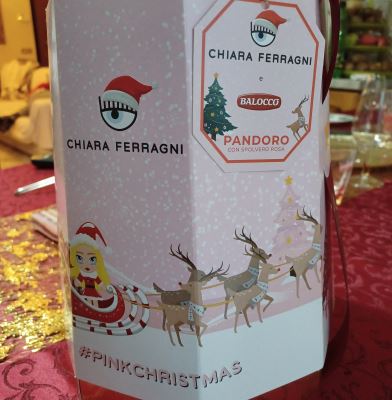 CHIARA FERRAGNI
e
BALOCCO
PANDORO
CON SPOLVERO ROSA
CHIARA FERRAGNI
#PINKCHRISTMAS